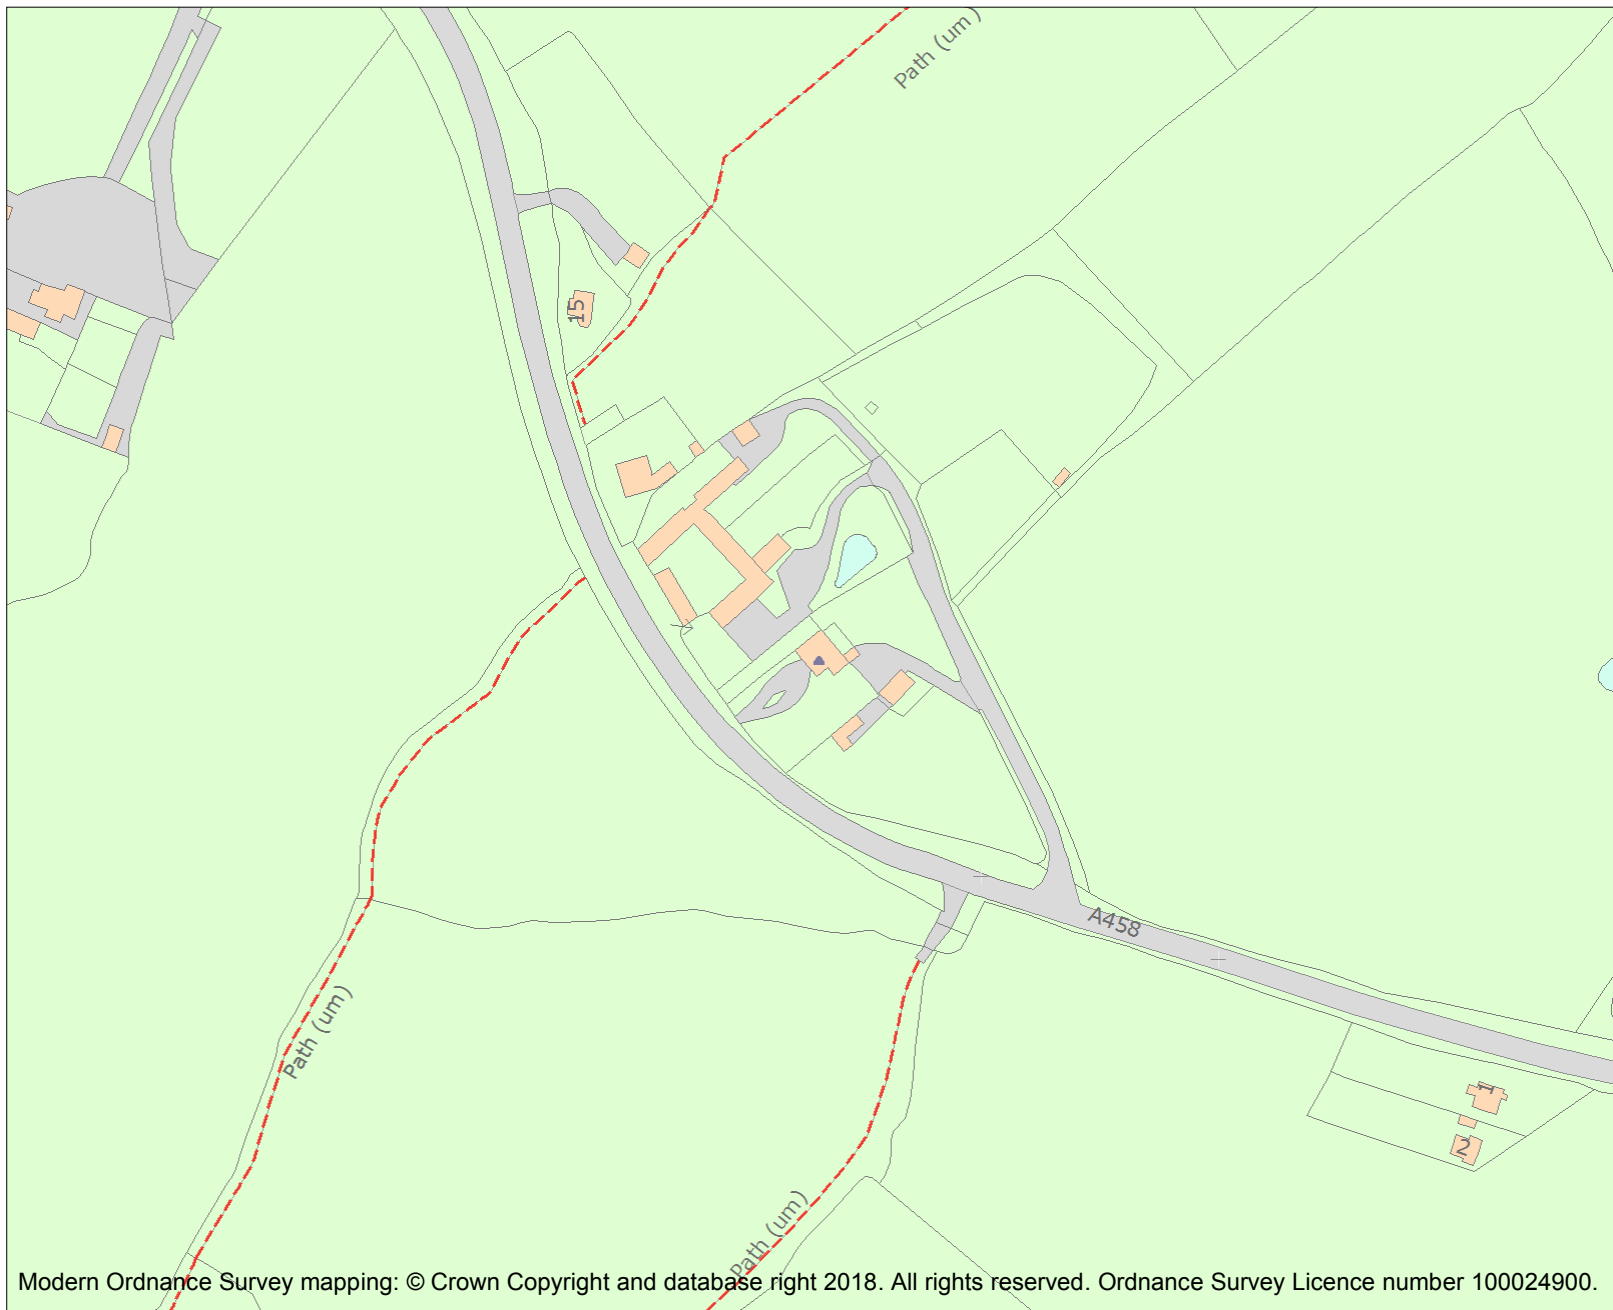 Path (um)
15
A458
Path (um)
1
2
Path (um)
Modern Ordnance Survey mapping: © Crown Copyright and database right 2018. All rights reserved. Ordnance Survey Licence number 100024900.